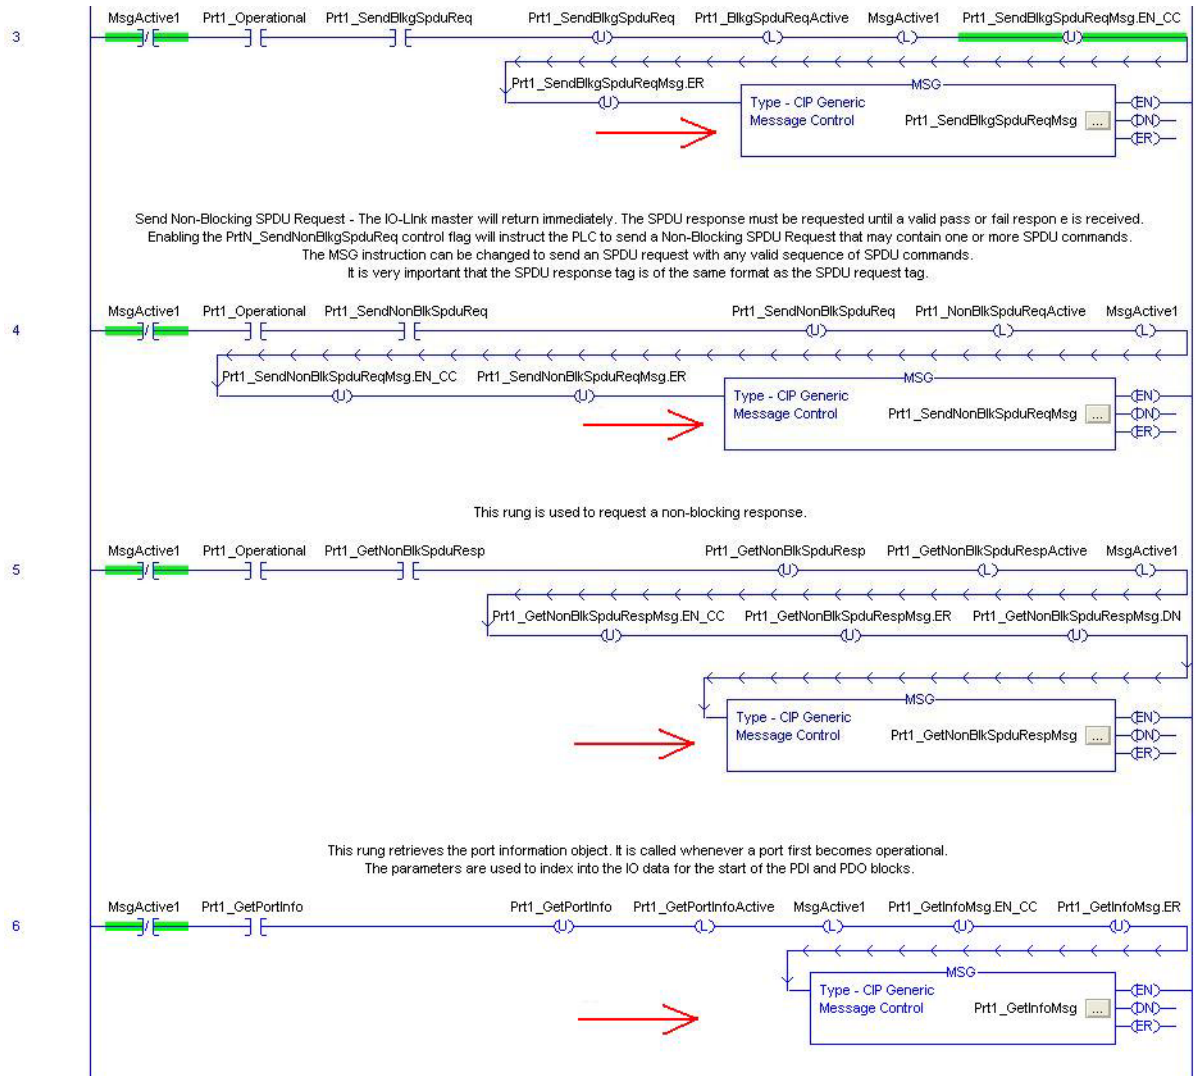 MsgActive1 Prt1_Operational Prt1_SendBlkgSpduReq Prt1_SendBlkgSpduReq Prt1_BlkgSpduReqActive MsgActive1 Prt1_SendBlkgSpduReqMsg.EN_CC
3
U L L U
Prt1_SendBlkgSpduReqMsg.ER
U
MSG
Type - CIP Generic
Message Control Prt1_SendBlkgSpduReqMsg ...
EN
DN
ER
Send Non-Blocking SPDU Request - The IO-LInk master will return immediately. The SPDU response must be requested until a valid pass or fail respon e is received.
Enabling the PrtN_SendNonBlkgSpduReq control flag will instruct the PLC to send a Non-Blocking SPDU Request that may contain one or more SPDU commands.
The MSG instruction can be changed to send an SPDU request with any valid sequence of SPDU commands.
It is very important that the SPDU response tag is of the same format as the SPDU request tag.
MsgActive1 Prt1_Operational Prt1_SendNonBlkSpduReq Prt1_SendNonBlkSpduReq Prt1_NonBlkSpduReqActive MsgActive1
4
U L L
Prt1_SendNonBlkSpduReqMsg.EN_CC Prt1_SendNonBlkSpduReqMsg.ER
U U
MSG
Type - CIP Generic
Message Control Prt1_SendNonBlkSpduReqMsg ...
EN
DN
ER
This rung is used to request a non-blocking response.
MsgActive1 Prt1_Operational Prt1_GetNonBlkSpduResp Prt1_GetNonBlkSpduResp Prt1_GetNonBlkSpduRespActive MsgActive1
5
U L L
Prt1_GetNonBlkSpduRespMsg.EN_CC Prt1_GetNonBlkSpduRespMsg.ER Prt1_GetNonBlkSpduRespMsg.DN
U U U
MSG
Type - CIP Generic
Message Control Prt1_GetNonBlkSpduRespMsg ...
EN
DN
ER
This rung retrieves the port information object. It is called whenever a port first becomes operational.
The parameters are used to index into the IO data for the start of the PDI and PDO blocks.
MsgActive1 Prt1_GetPortInfo Prt1_GetPortInfo Prt1_GetPortInfoActive MsgActive1 Prt1_GetInfoMsg.EN_CC Prt1_GetInfoMsg.ER
6
U L L U U
MSG
Type - CIP Generic
Message Control Prt1_GetInfoMsg ...
EN
DN
ER